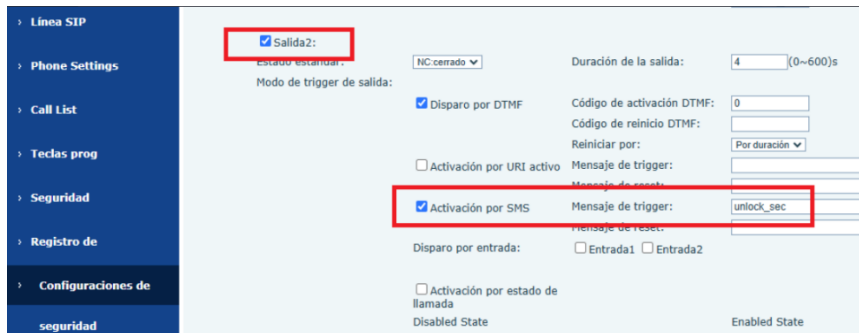 Línea SIP
Phone Settings
Call List
Teclas prog
Seguridad
Registro de
Configuraciones de
seguridad
Salida2:
Estado estándar: NC:cerrado Duración de la salida: 4 (0~600)s
Modo de trigger de salida:
Disparo por DTMF Código de activación DTMF: 0
Código de reinicio DTMF:
Reiniciar por: Por duración
Activación por URI activo Mensaje de trigger:
Mensaje de reset:
Activación por SMS Mensaje de trigger: unlock_sec
Mensaje de reset:
Disparo por entrada: Entrada1 Entrada2
Activación por estado de
llamada
Disabled State Enabled State